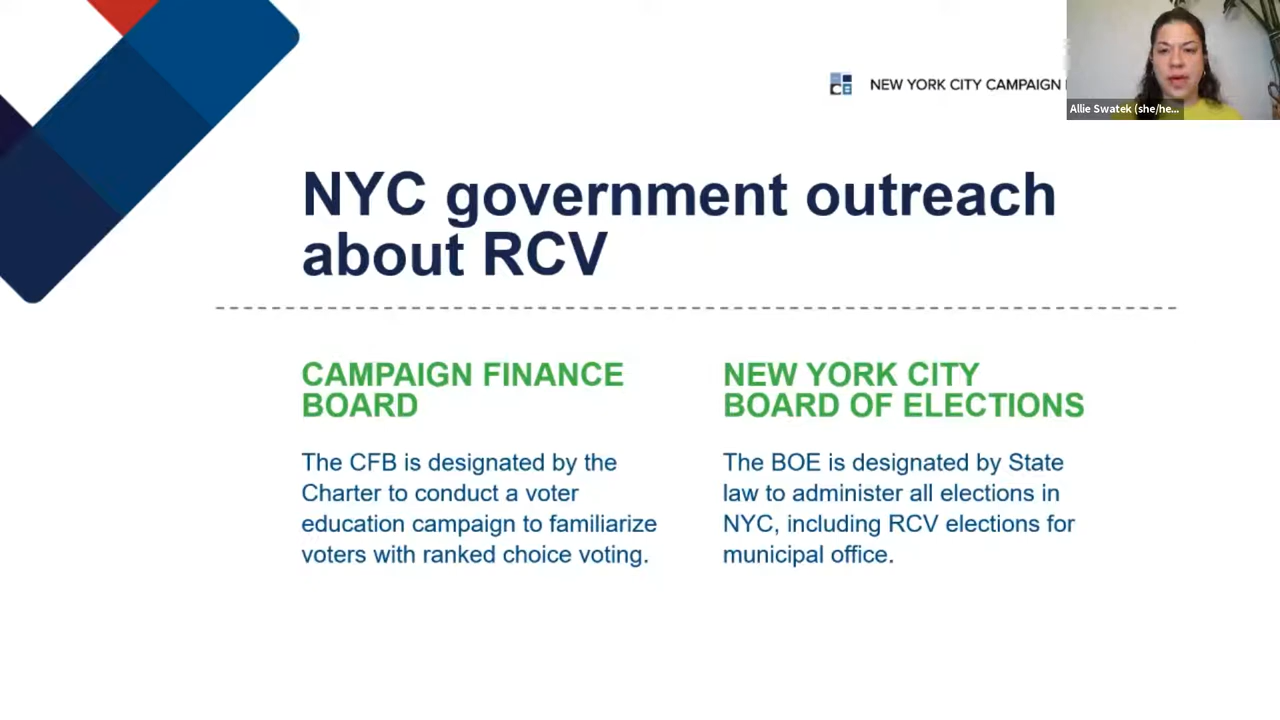 NEW YORK CITY CAMPAIGN
Allie Swatek (she/he...
NYC government outreach
about RCV
CAMPAIGN FINANCE
BOARD
The CFB is designated by the
Charter to conduct a voter
education campaign to familiarize
voters with ranked choice voting.
NEW YORK CITY
BOARD OF ELECTIONS
The BOE is designated by State
law to administer all elections in
NYC, including RCV elections for
municipal office.